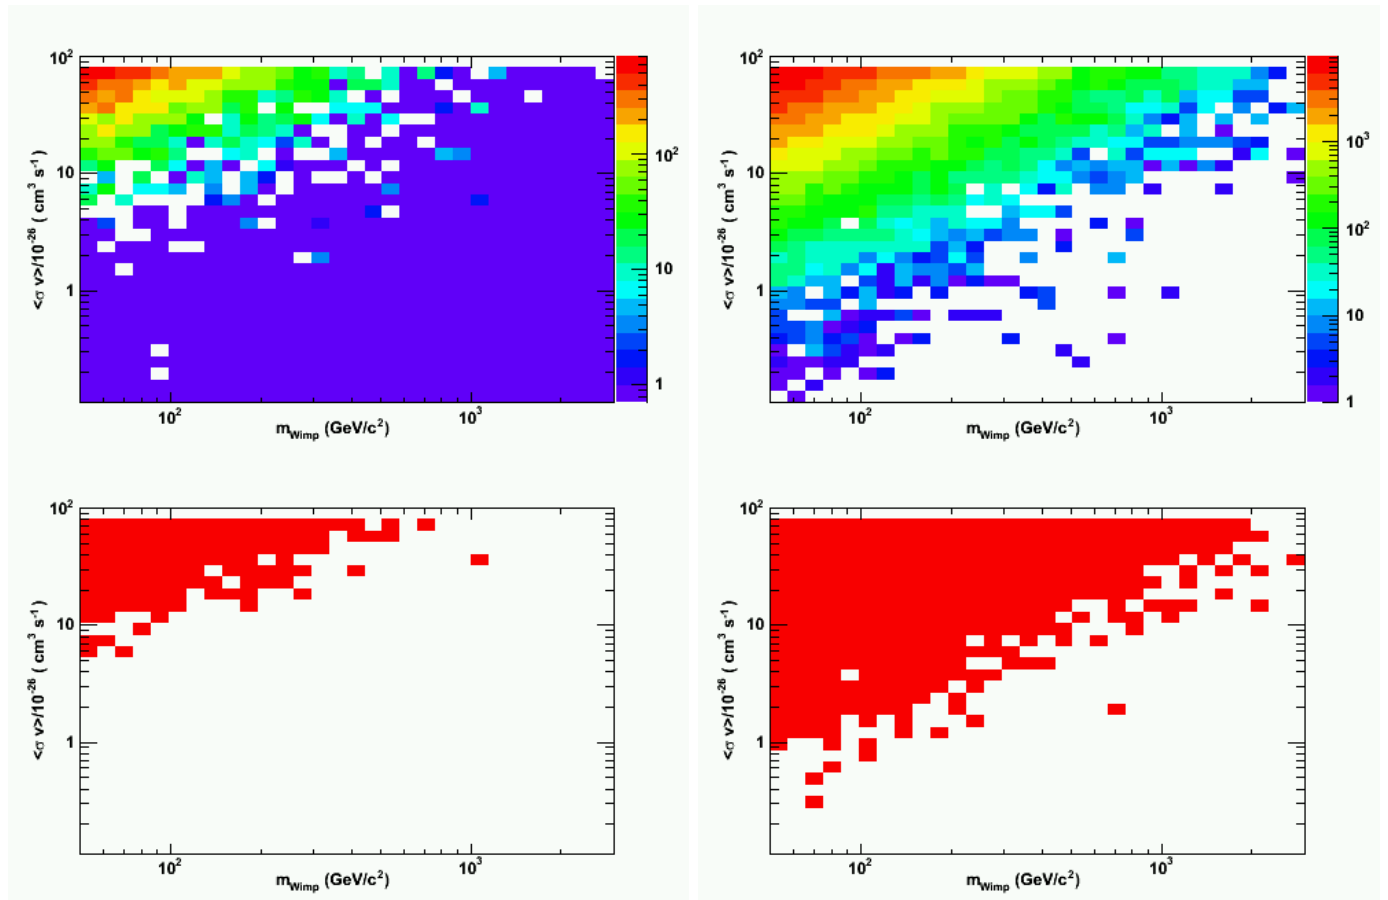 10² 10 1
<σ v>/10⁻²⁶ ( cm³ s⁻¹ )
10² 10³
m_Wimp (GeV/c²)
10² 10 1
10² 10 1
<σ v>/10⁻²⁶ ( cm³ s⁻¹ )
10² 10³
m_Wimp (GeV/c²)
10³ 10² 10 1
10² 10 1
<σ v>/10⁻²⁶ ( cm³ s⁻¹ )
10² 10³
m_Wimp (GeV/c²)
10² 10 1
<σ v>/10⁻²⁶ ( cm³ s⁻¹ )
10² 10³
m_Wimp (GeV/c²)